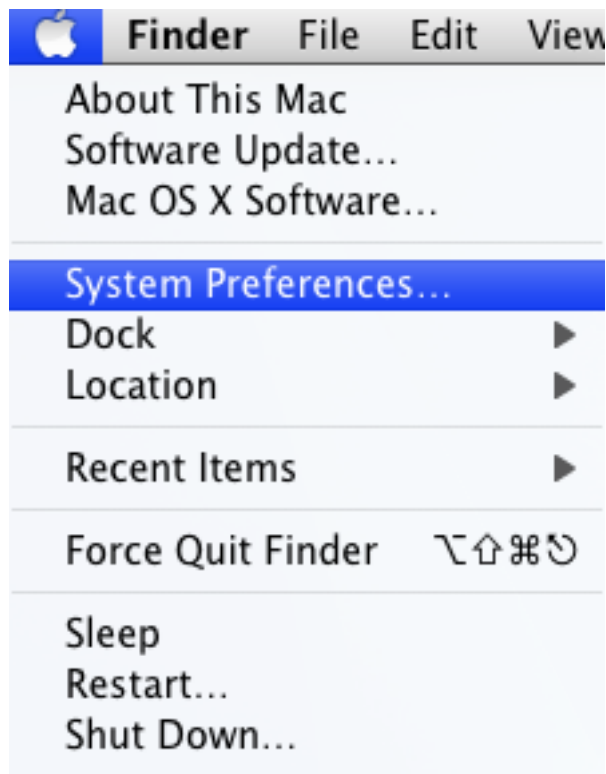 Finder File Edit View
About This Mac
Software Update...
Mac OS X Software...
System Preferences...
Dock
Location
Recent Items
Force Quit Finder ⌥⇧⌘⎋
Sleep
Restart...
Shut Down...